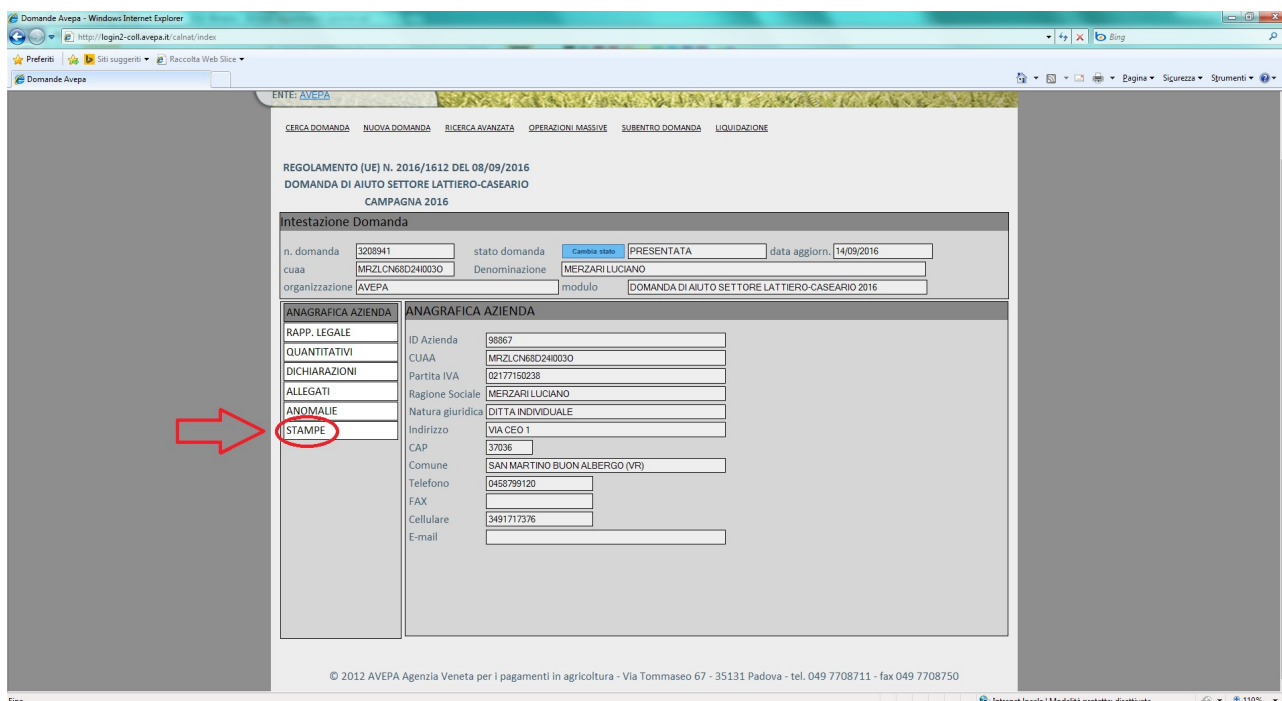 Domande Avepa - Windows Internet Explorer
http://login2-coll.avepa.it/calnat/index
Bing
Preferiti Siti suggeriti Raccolta Web Slice
Domande Avepa
Pagina Sicurezza Strumenti
ENTE: AVEPA
CERCA DOMANDA NUOVA DOMANDA RICERCA AVANZATA OPERAZIONI MASSIVE SUBENTRO DOMANDA LIQUIDAZIONE
REGOLAMENTO (UE) N. 2016/1612 DEL 08/09/2016
DOMANDA DI AIUTO SETTORE LATTIERO-CASEARIO
CAMPAGNA 2016
Intestazione Domanda
n. domanda 3208941 stato domanda Cambia stato PRESENTATA data aggiorn. 14/09/2016
cuaa MRZLCN68D24I003O Denominazione MERZARI LUCIANO
organizzazione AVEPA modulo DOMANDA DI AIUTO SETTORE LATTIERO-CASEARIO 2016
ANAGRAFICA AZIENDA
RAPP. LEGALE
QUANTITATIVI
DICHIARAZIONI
ALLEGATI
ANOMALIE
STAMPE
ANAGRAFICA AZIENDA
ID Azienda 98867
CUAA MRZLCN68D24I003O
Partita IVA 02177150238
Ragione Sociale MERZARI LUCIANO
Natura giuridica DITTA INDIVIDUALE
Indirizzo VIA CEO 1
CAP 37036
Comune SAN MARTINO BUON ALBERGO (VR)
Telefono 0458799120
FAX
Cellulare 3491717376
E-mail
© 2012 AVEPA Agenzia Veneta per i pagamenti in agricoltura - Via Tommaseo 67 - 35131 Padova - tel. 049 7708711 - fax 049 7708750
110%